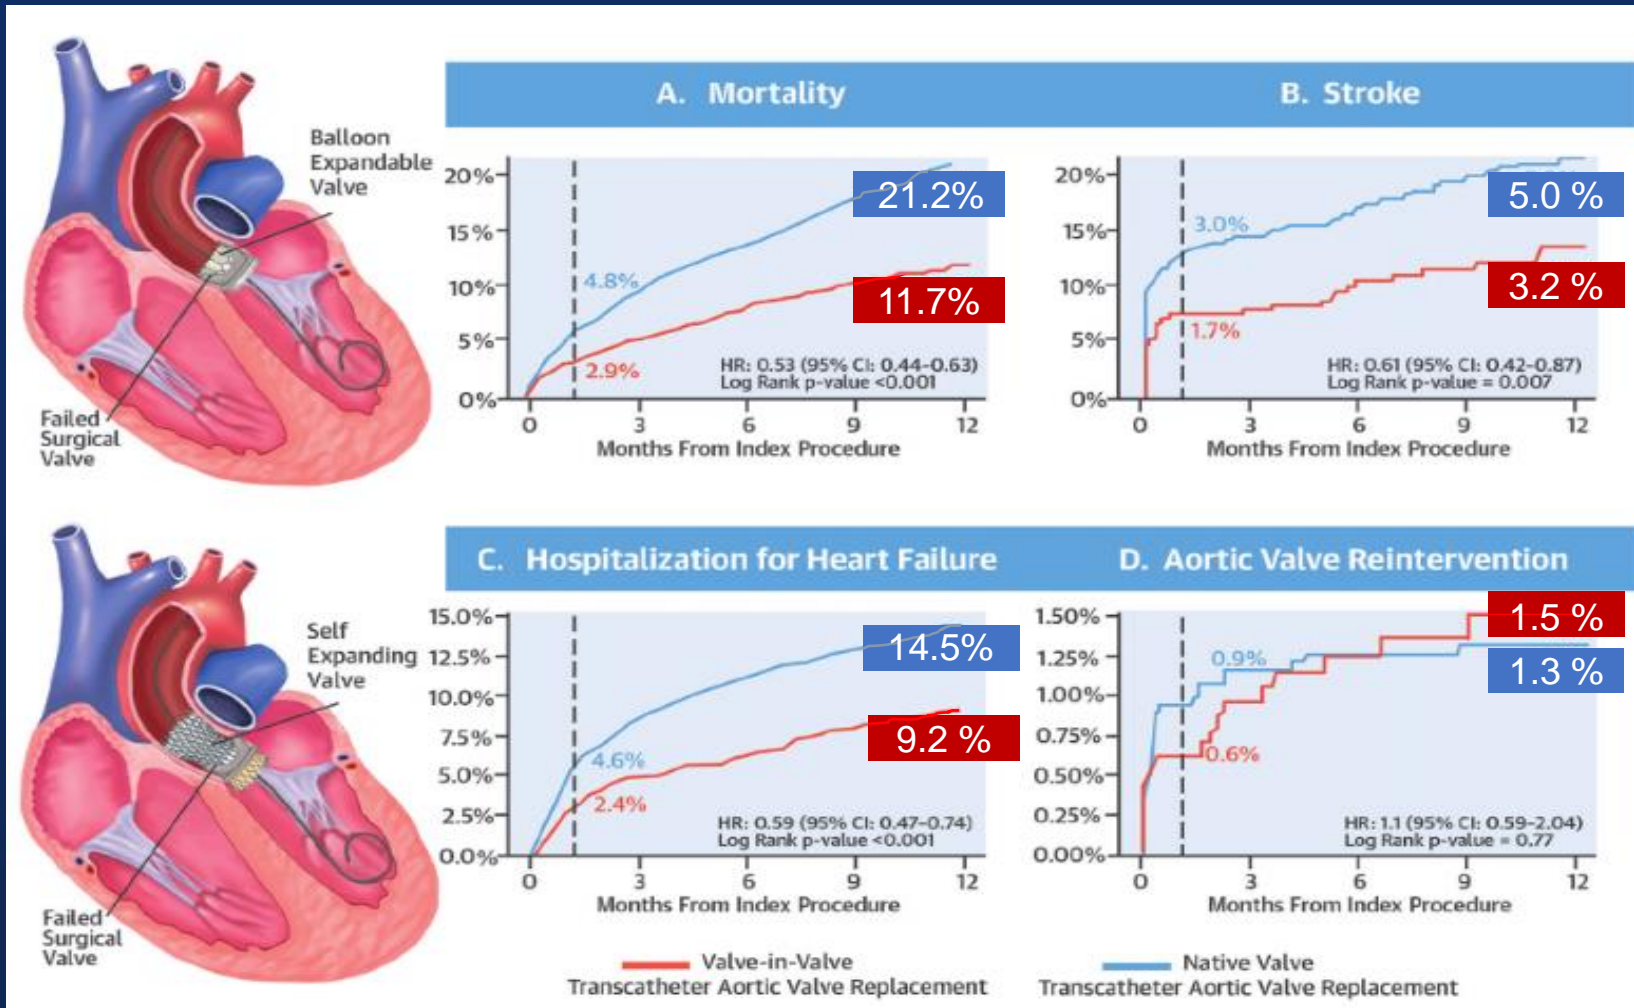 Balloon
Expandable
Valve
Failed
Surgical
Valve
A. Mortality
20%
15%
10%
5%
0%
21.2%
4.8%
11.7%
2.9%
HR: 0.53 (95% CI: 0.44-0.63)
Log Rank p-value <0.001
0 3 6 9 12
Months From Index Procedure
B. Stroke
20%
15%
10%
5%
0%
5.0 %
3.0%
3.2 %
1.7%
HR: 0.61 (95% CI: 0.42-0.87)
Log Rank p-value = 0.007
0 3 6 9 12
Months From Index Procedure
Self
Expanding
Valve
Failed
Surgical
Valve
C. Hospitalization for Heart Failure
15.0%
12.5%
10.0%
7.5%
5.0%
2.5%
0.0%
14.5%
9.2 %
4.6%
2.4%
HR: 0.59 (95% CI: 0.47-0.74)
Log Rank p-value <0.001
0 3 6 9 12
Months From Index Procedure
D. Aortic Valve Reintervention
1.50%
1.25%
1.00%
0.75%
0.50%
0.25%
0.00%
1.5 %
1.3 %
0.9%
0.6%
HR: 1.1 (95% CI: 0.59-2.04)
Log Rank p-value = 0.77
0 3 6 9 12
Months From Index Procedure
Valve-in-Valve
Transcatheter Aortic Valve Replacement
Native Valve
Transcatheter Aortic Valve Replacement